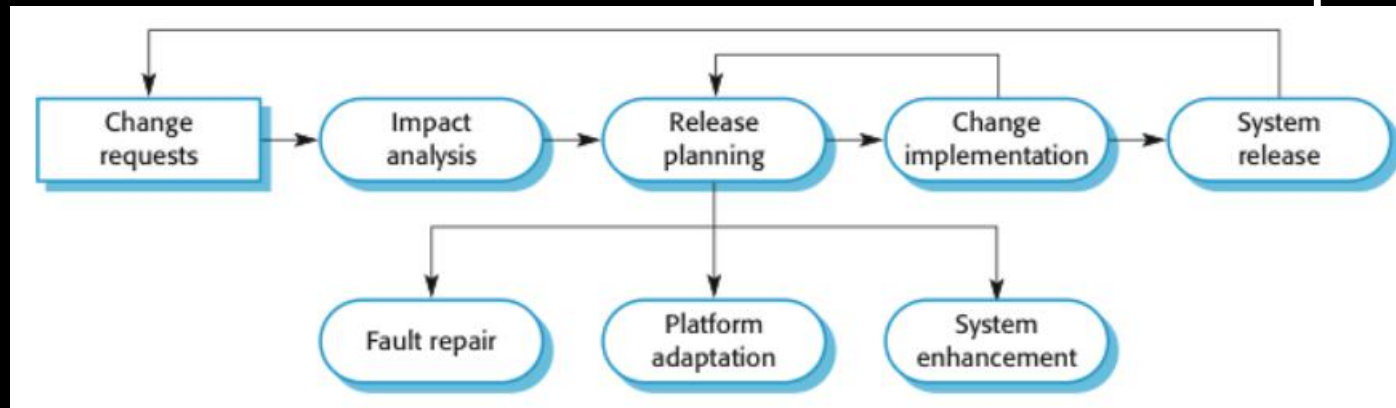 Change
requests
Impact
analysis
Release
planning
Change
implementation
System
release
Fault repair
Platform
adaptation
System
enhancement